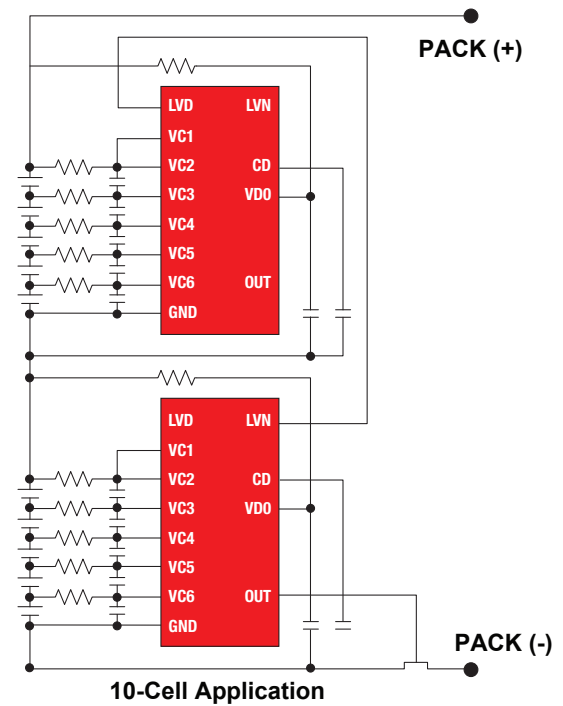 PACK (+)
LVD LVN
VC1
VC2 CD
VC3 VD0
VC4
VC5
VC6 OUT
GND
LVD LVN
VC1
VC2 CD
VC3 VD0
VC4
VC5
VC6 OUT
GND
PACK (-)
10-Cell Application